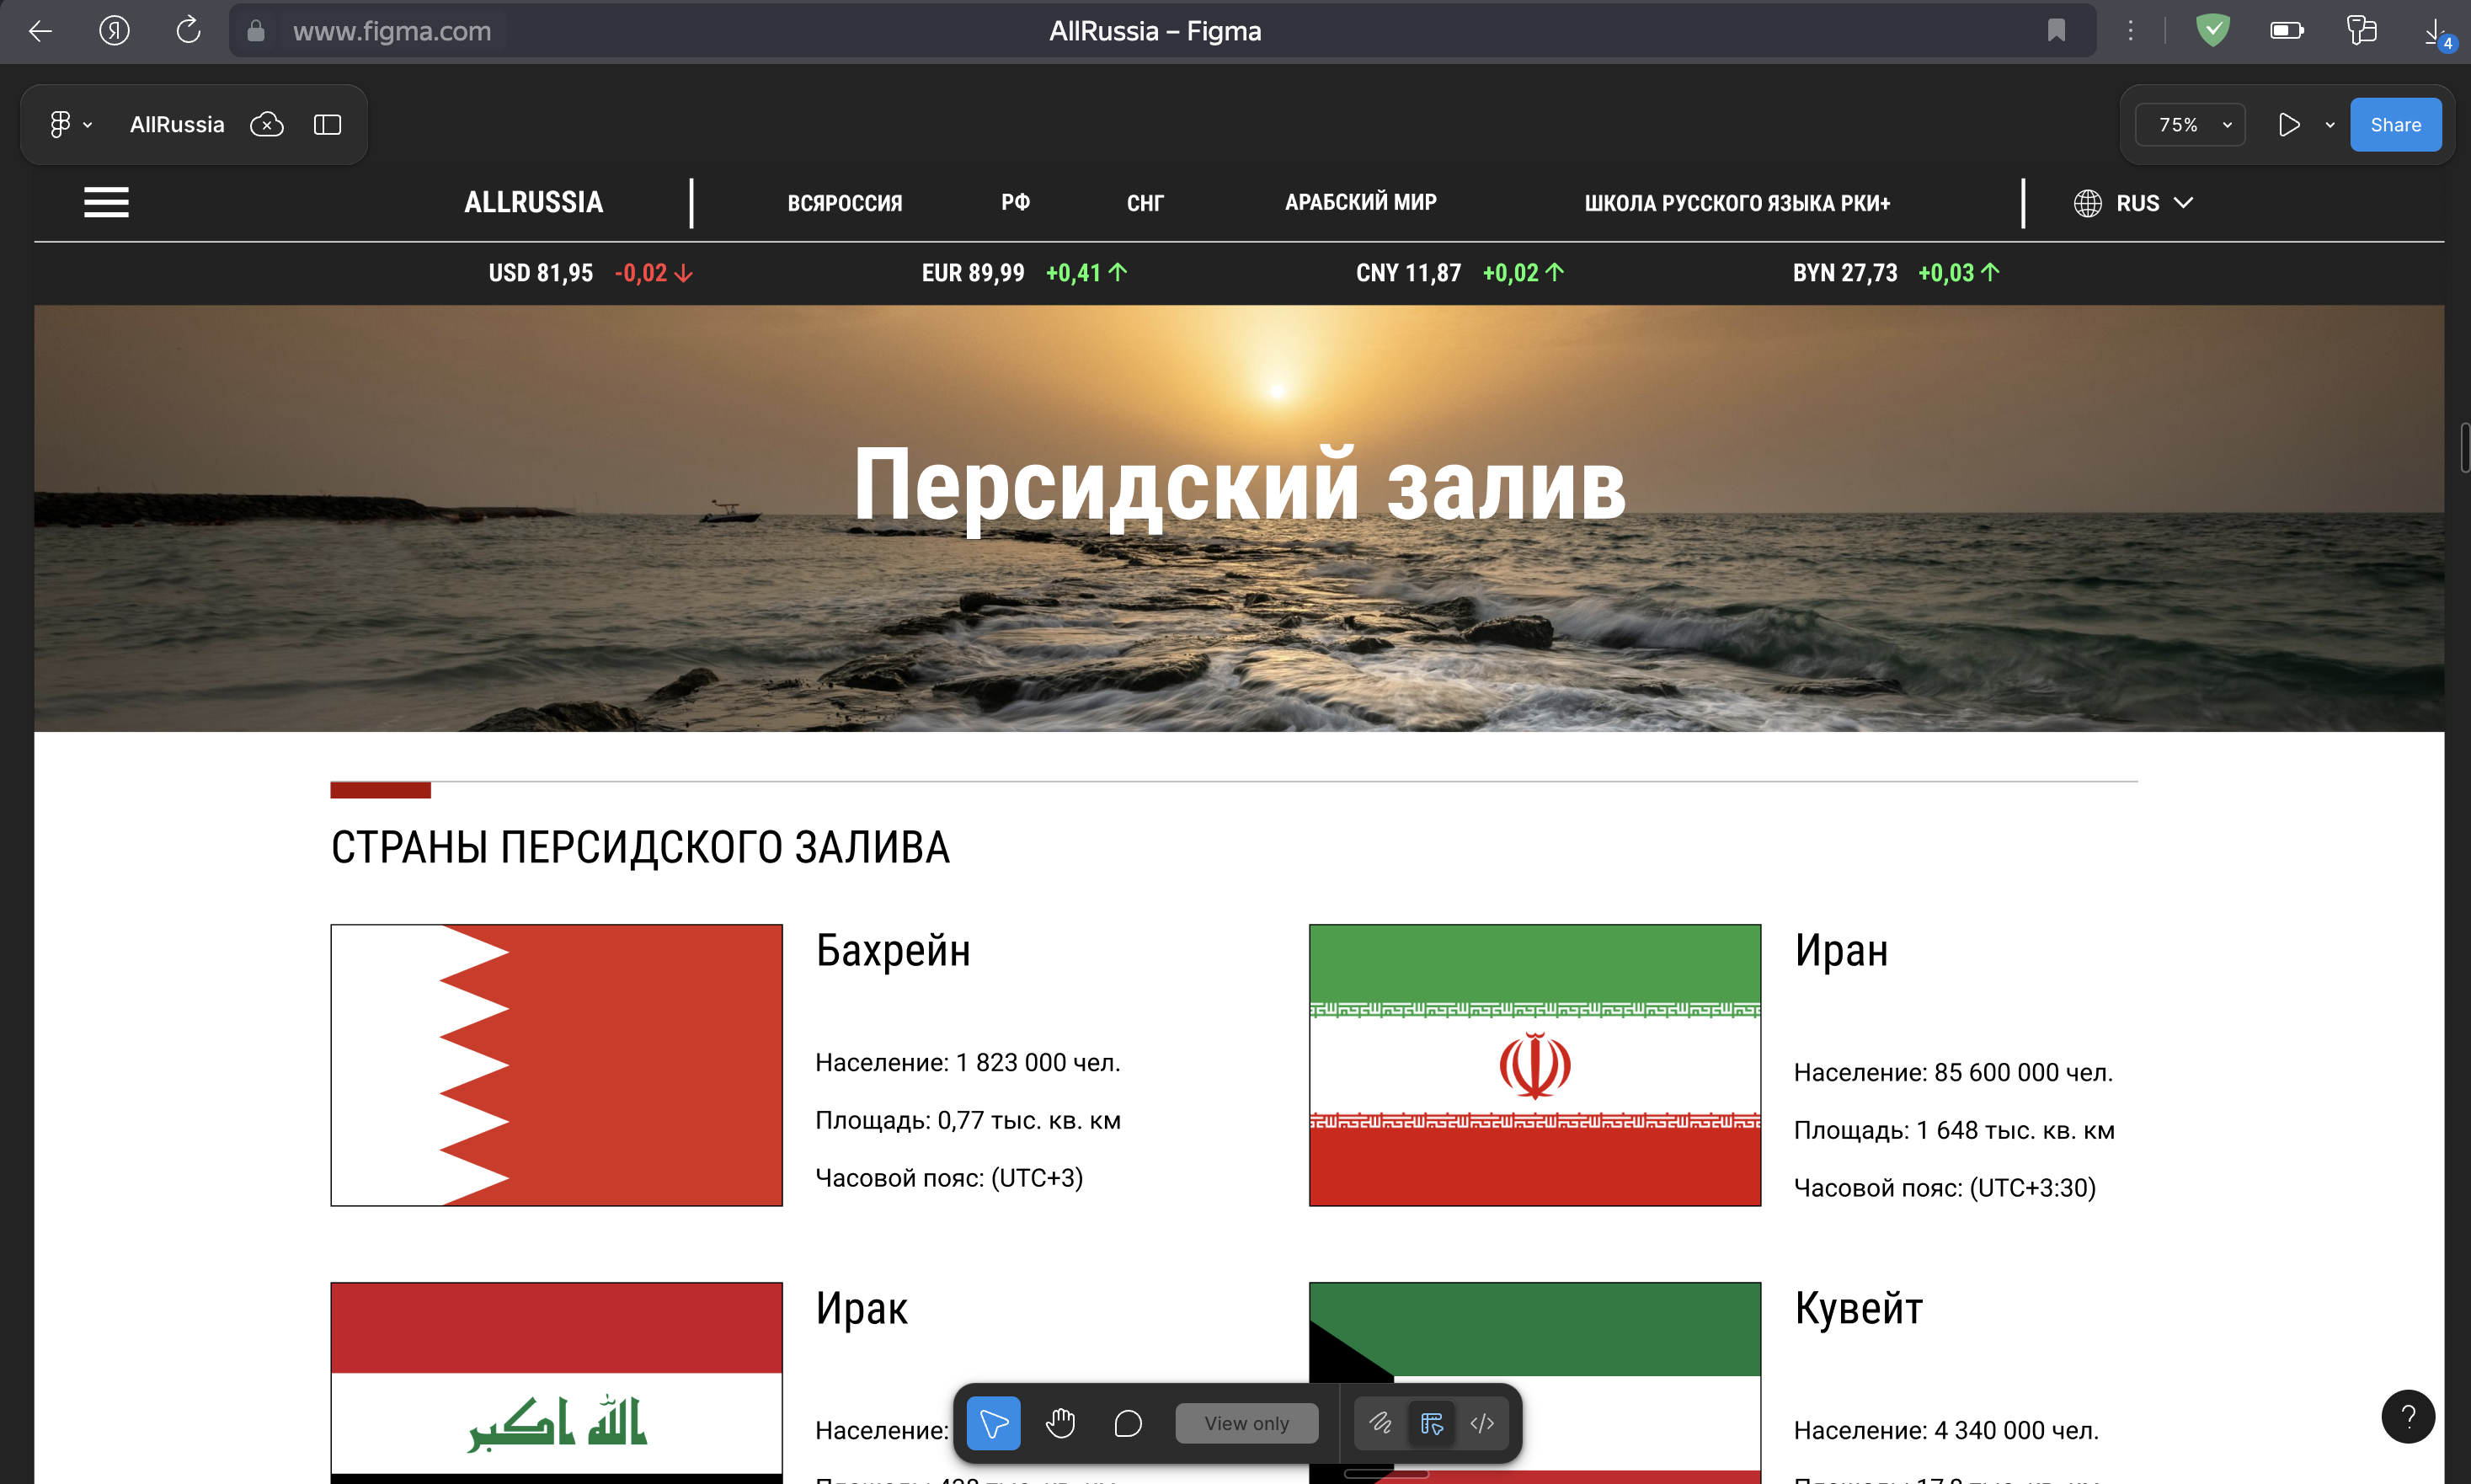 www.figma.com
AllRussia – Figma
4
AllRussia
75%
Share
ALLRUSSIA
ВСЯРОССИЯ
РФ
СНГ
АРАБСКИЙ МИР
ШКОЛА РУССКОГО ЯЗЫКА РКИ+
RUS
USD 81,95 -0,02
EUR 89,99 +0,41
CNY 11,87 +0,02
BYN 27,73 +0,03
Персидский залив
СТРАНЫ ПЕРСИДСКОГО ЗАЛИВА
Бахрейн
Население: 1 823 000 чел.
Площадь: 0,77 тыс. кв. км
Часовой пояс: (UTC+3)
Иран
Население: 85 600 000 чел.
Площадь: 1 648 тыс. кв. км
Часовой пояс: (UTC+3:30)
Ирак
الله اكبر
Население:
Кувейт
Население: 4 340 000 чел.
View only
?